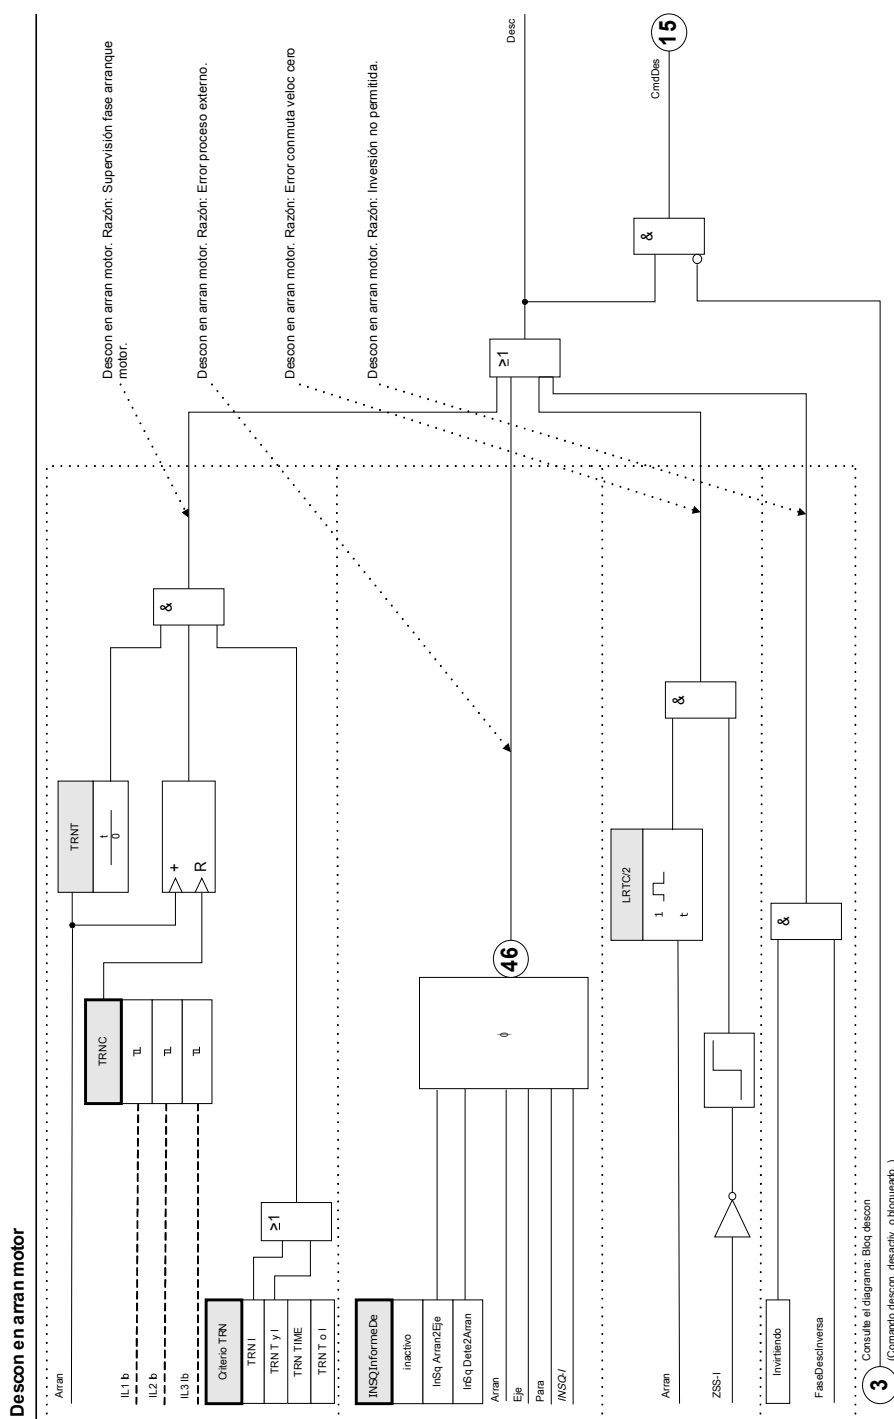 Descon en arran motor
Descon en arran motor. Razón: Supervisión fase arranque
motor.
Descon en arran motor. Razón: Error proceso externo.
Descon en arran motor. Razón: Error conmuta veloc cero
Descon en arran motor. Razón: Inversión no permitida.
Arran
IL1 b
IL2 b
IL3 Ib
TRNC
TRNT
t
0
+
R
&
Criterio TRN
TRN I
TRN T y I
TRN TIME
TRN T o I
≥1
INSQInformeDe
inactivo
InSq Arran2Eje
InSq Dete2Arran
Arran
Eje
Para
INSQ-I
φ
46
≥1
Desc
&
CmdDes
15
Arran
LRTC/2
1
t
ZSS-I
&
Invirtiendo
FaseDescInversa
&
3
Consulte el diagrama: Bloq descon
(Comando descon. desactiv. o bloqueado. )